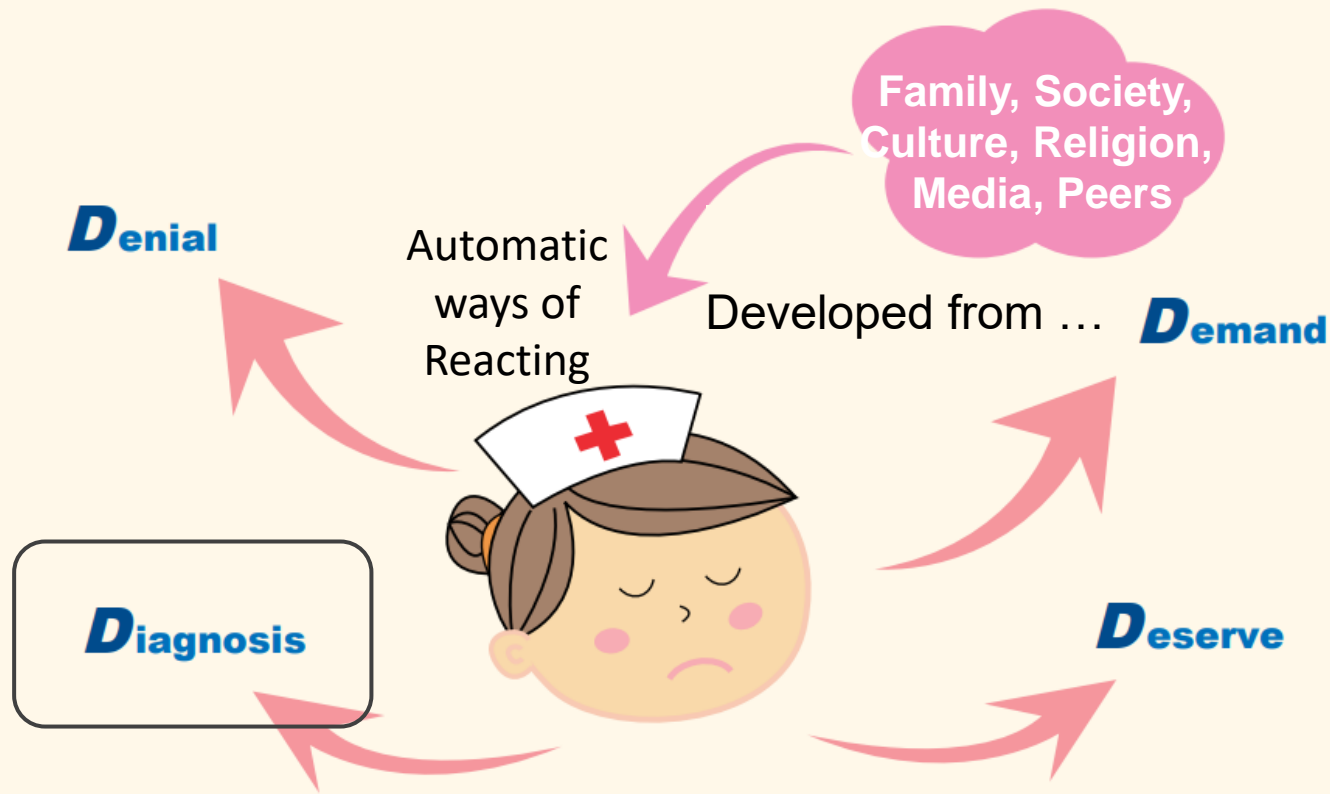 Family, Society,
Culture, Religion,
Media, Peers
Denial
Automatic
ways of
Reacting
Developed from …
Demand
Diagnosis
Deserve